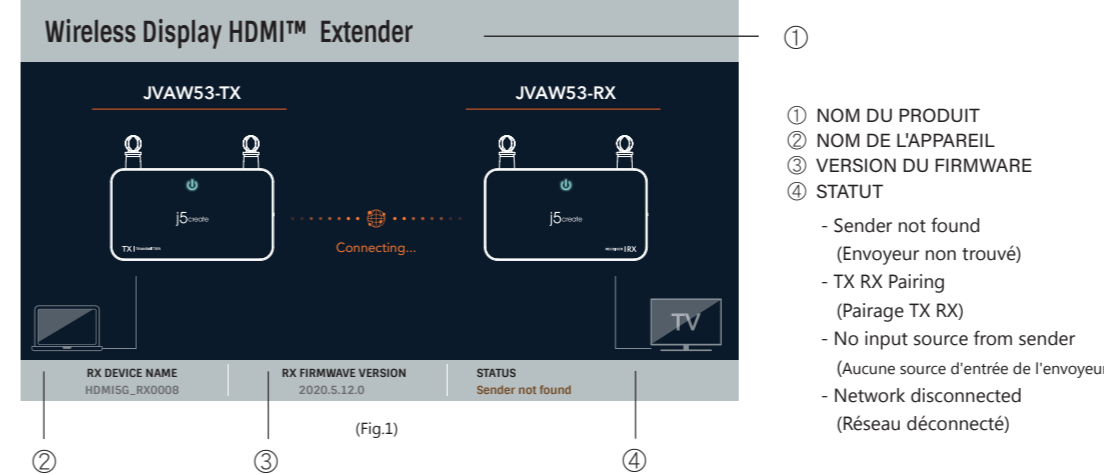 Wireless Display HDMI™ Extender
①
JVAW53-TX
JVAW53-RX
j5create
j5create
TX
RX
Connecting...
TV
RX DEVICE NAME
RX FIRMWAVE VERSION
STATUS
HDMI5G_RX0008
2020.5.12.0
Sender not found
(Fig.1)
②
③
④
① NOM DU PRODUIT
② NOM DE L'APPAREIL
③ VERSION DU FIRMWARE
④ STATUT
- Sender not found
(Envoyeur non trouvé)
- TX RX Pairing
(Pairage TX RX)
- No input source from sender
(Aucune source d'entrée de l'envoyeur
- Network disconnected
(Réseau déconnecté)